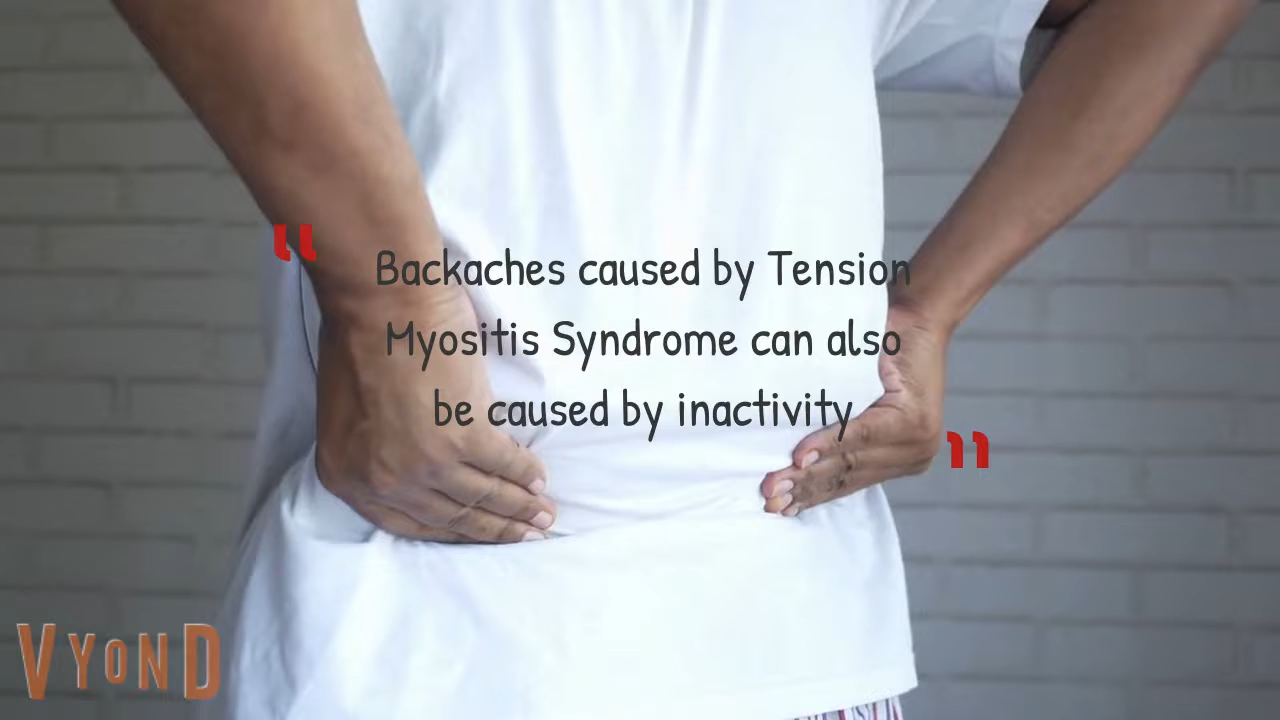 "Backaches caused by Tension
Myositis Syndrome can also
be caused by inactivity"
VYOND